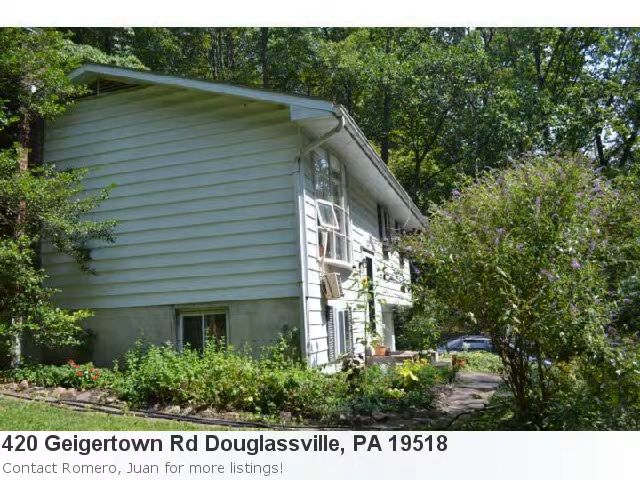 420 Geigertown Rd Douglassville, PA 19518
Contact Romero, Juan for more listings!